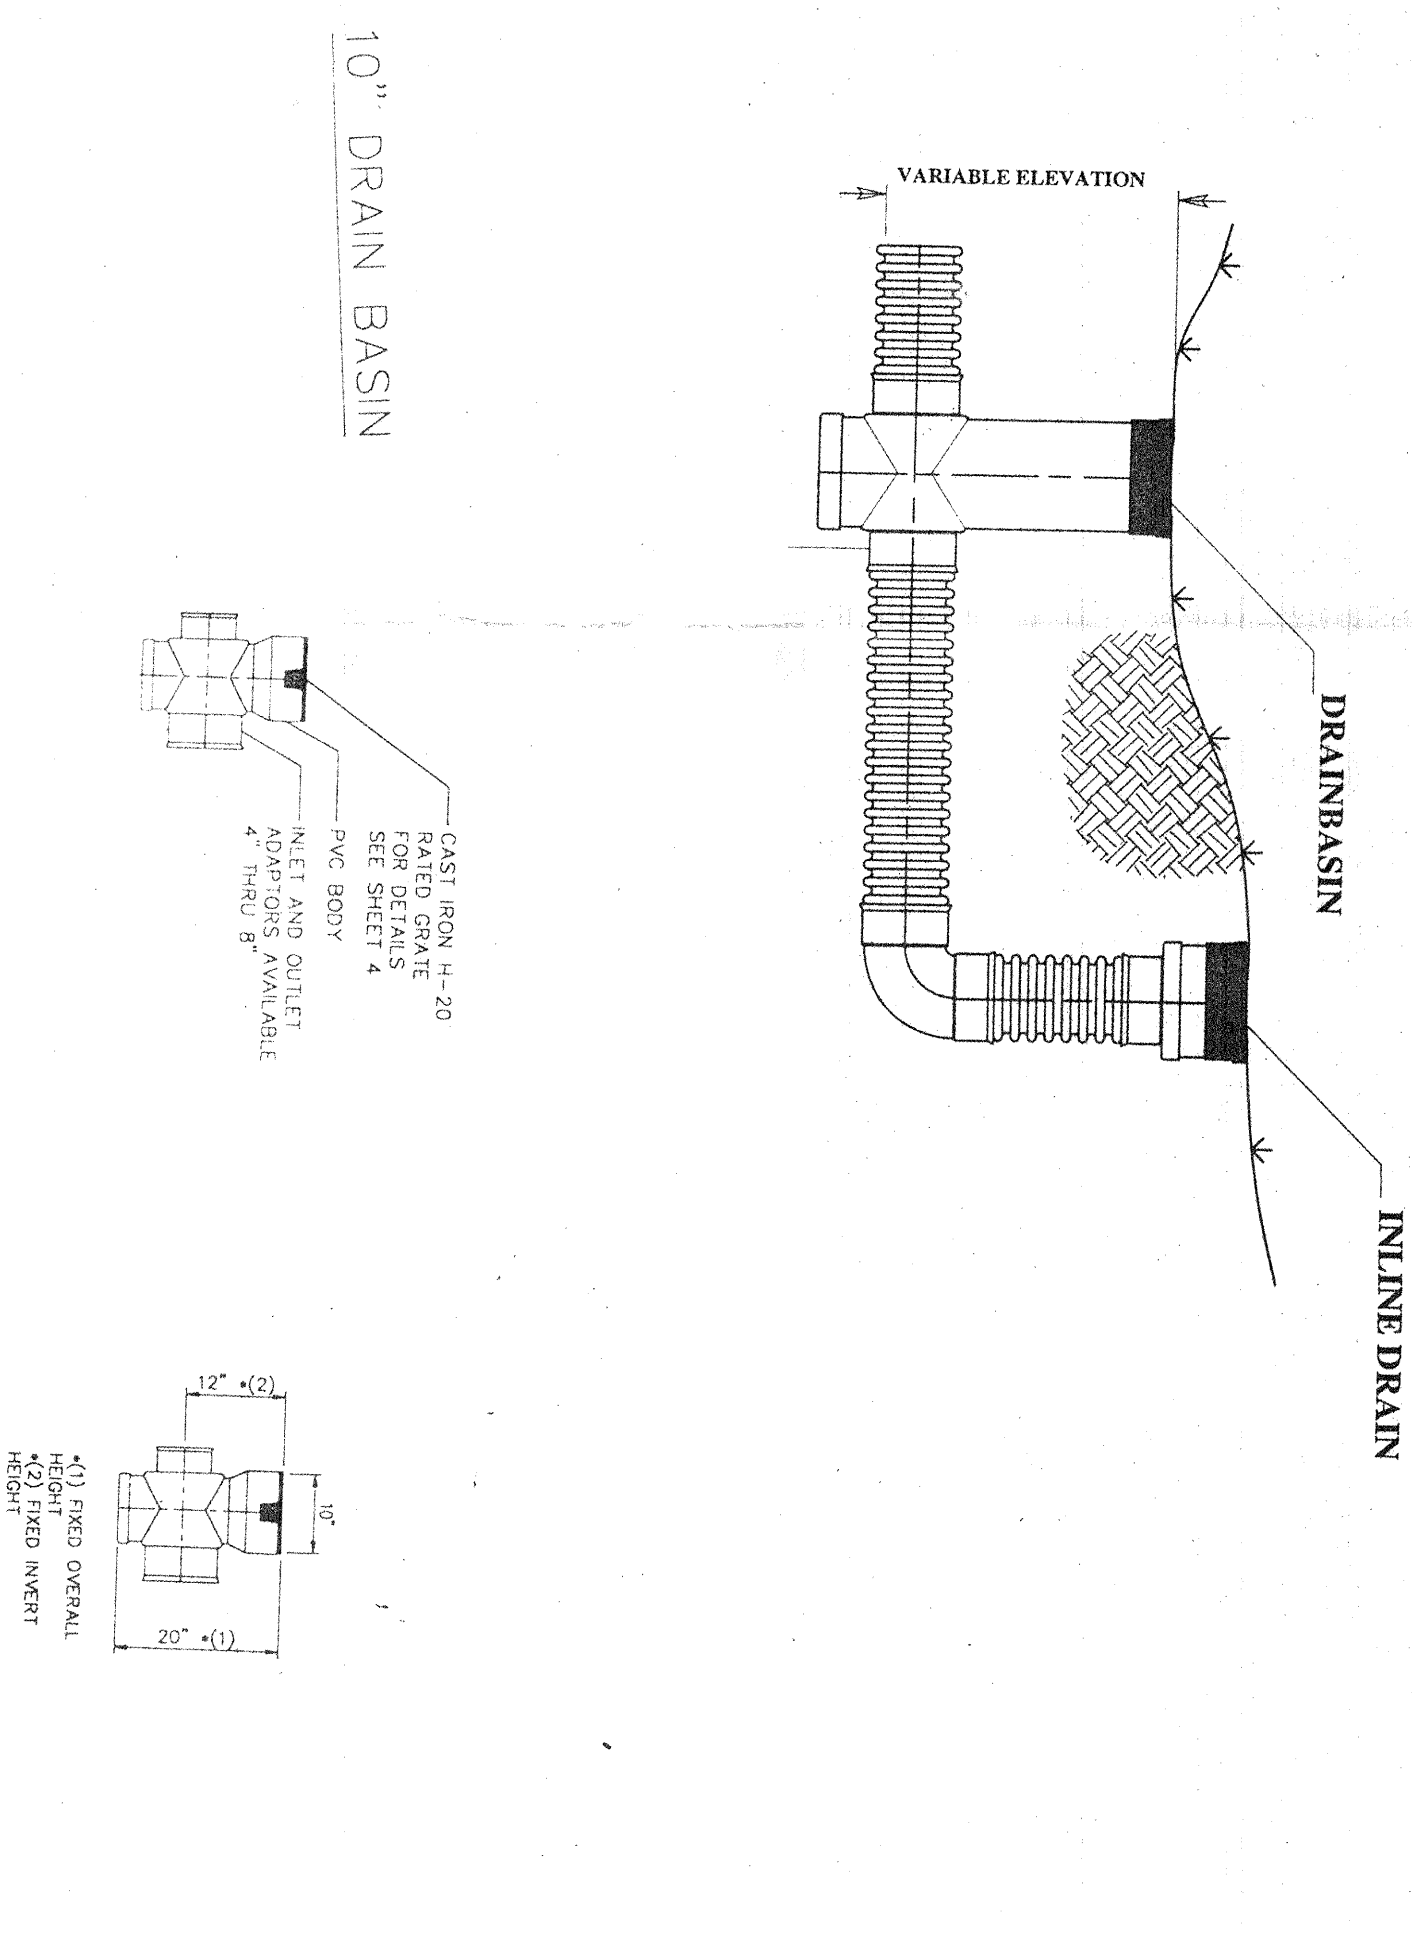 VARIABLE ELEVATION
DRAINBASIN
INLINE DRAIN
10" DRAIN BASIN
CAST IRON H-20
RATED GRATE
FOR DETAILS
SEE SHEET 4
PVC BODY
INLET AND OUTLET
ADAPTORS AVAILABLE
4" THRU 8"
12" *(2)
10"
20" *(1)
*(1) FIXED OVERALL
HEIGHT
*(2) FIXED INVERT
HEIGHT